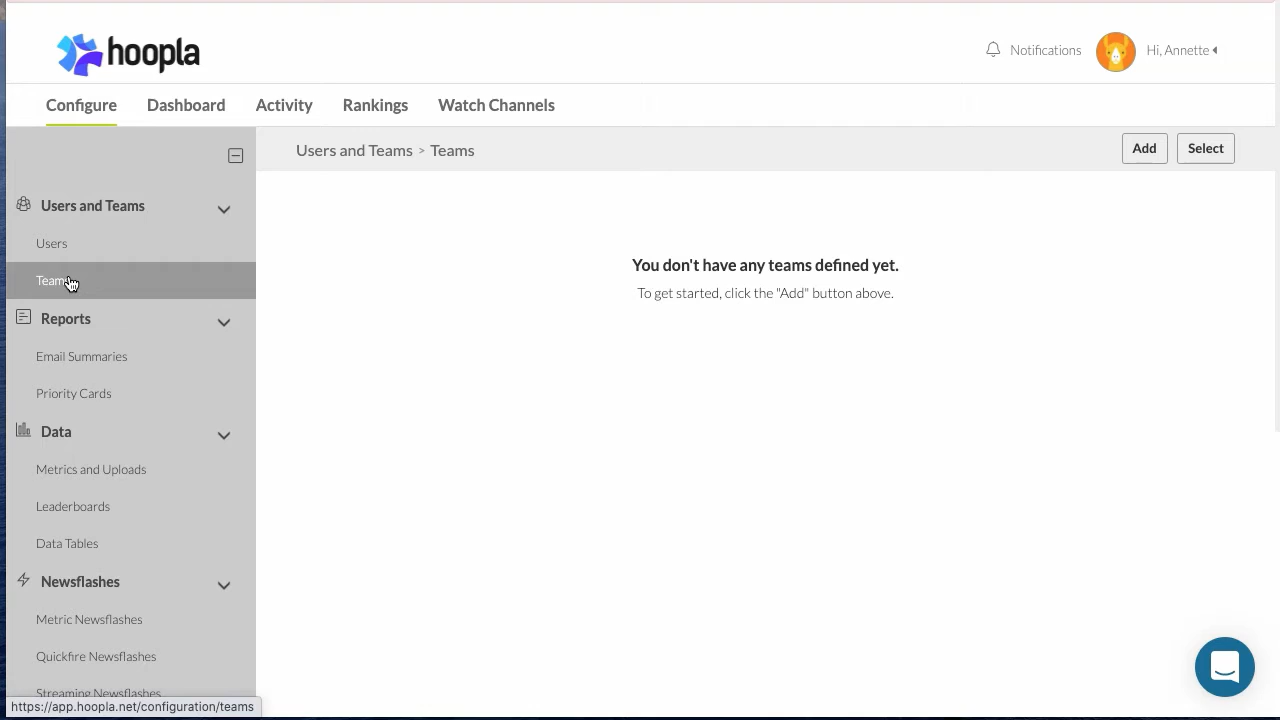 hoopla
Notifications
Hi, Annette
Configure
Dashboard
Activity
Rankings
Watch Channels
Users and Teams > Teams
Add
Select
Users and Teams
Users
Teams
Reports
Email Summaries
Priority Cards
Data
Metrics and Uploads
Leaderboards
Data Tables
Newsflashes
Metric Newsflashes
Quickfire Newsflashes
Streaming Newsflashes
You don't have any teams defined yet.
To get started, click the "Add" button above.
https://app.hoopla.net/configuration/teams